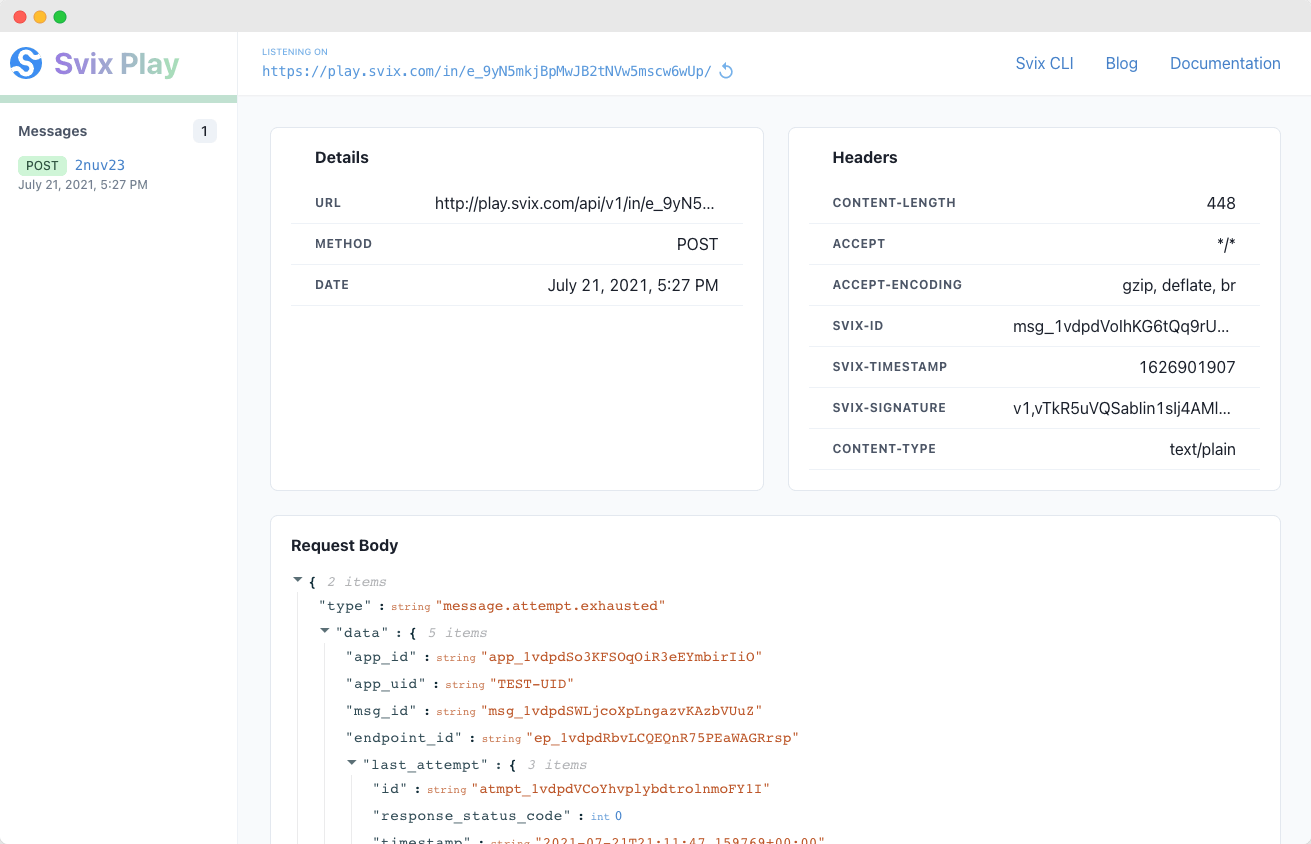 Svix Play
LISTENING ON
https://play.svix.com/in/e_9yN5mkjBpMwJB2tNVw5mscw6wUp/
Svix CLI Blog Documentation
Messages 1
POST 2nuv23
July 21, 2021, 5:27 PM
Details
URL http://play.svix.com/api/v1/in/e_9yN5...
METHOD POST
DATE July 21, 2021, 5:27 PM
Headers
CONTENT-LENGTH 448
ACCEPT */*
ACCEPT-ENCODING gzip, deflate, br
SVIX-ID msg_1vdpdVoIhKG6tQq9rU...
SVIX-TIMESTAMP 1626901907
SVIX-SIGNATURE v1,vTkR5uVQSablin1sIj4AMl...
CONTENT-TYPE text/plain
Request Body
{ 2 items
"type" : string "message.attempt.exhausted"
"data" : { 5 items
"app_id" : string "app_1vdpdSo3KFSOqOiR3eEYmbirIiO"
"app_uid" : string "TEST-UID"
"msg_id" : string "msg_1vdpdSWLjcoXpLngazvKAzbVUuZ"
"endpoint_id" : string "ep_1vdpdRbvLCQEQnR75PEaWAGRrsp"
"last_attempt" : { 3 items
"id" : string "atmpt_1vdpdVCoYhvplybdtrolnmoFY1I"
"response_status_code" : int 0
"timestamp" : string "2021-07-21T21:11:47.159769+00:00"